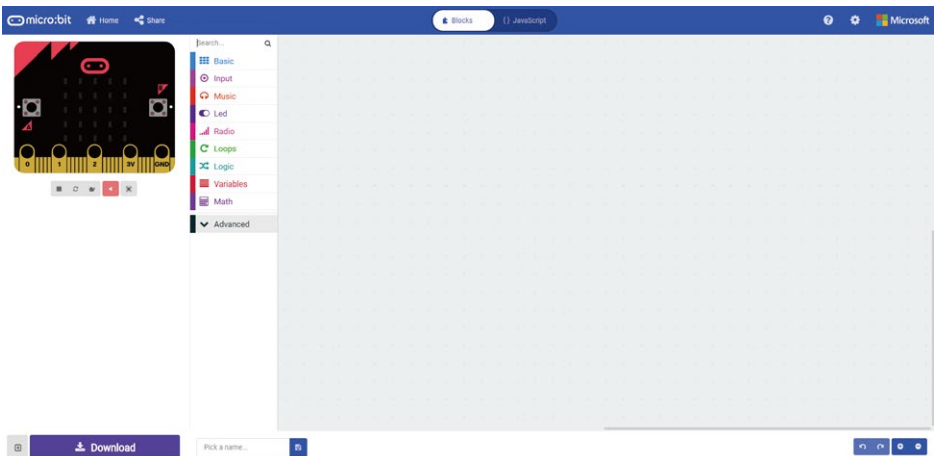 micro:bit Home Share Blocks {} JavaScript Microsoft
Search...
Basic
Input
Music
Led
Radio
Loops
Logic
Variables
Math
Advanced
0 1 2 3V GND
Download
Pick a name...